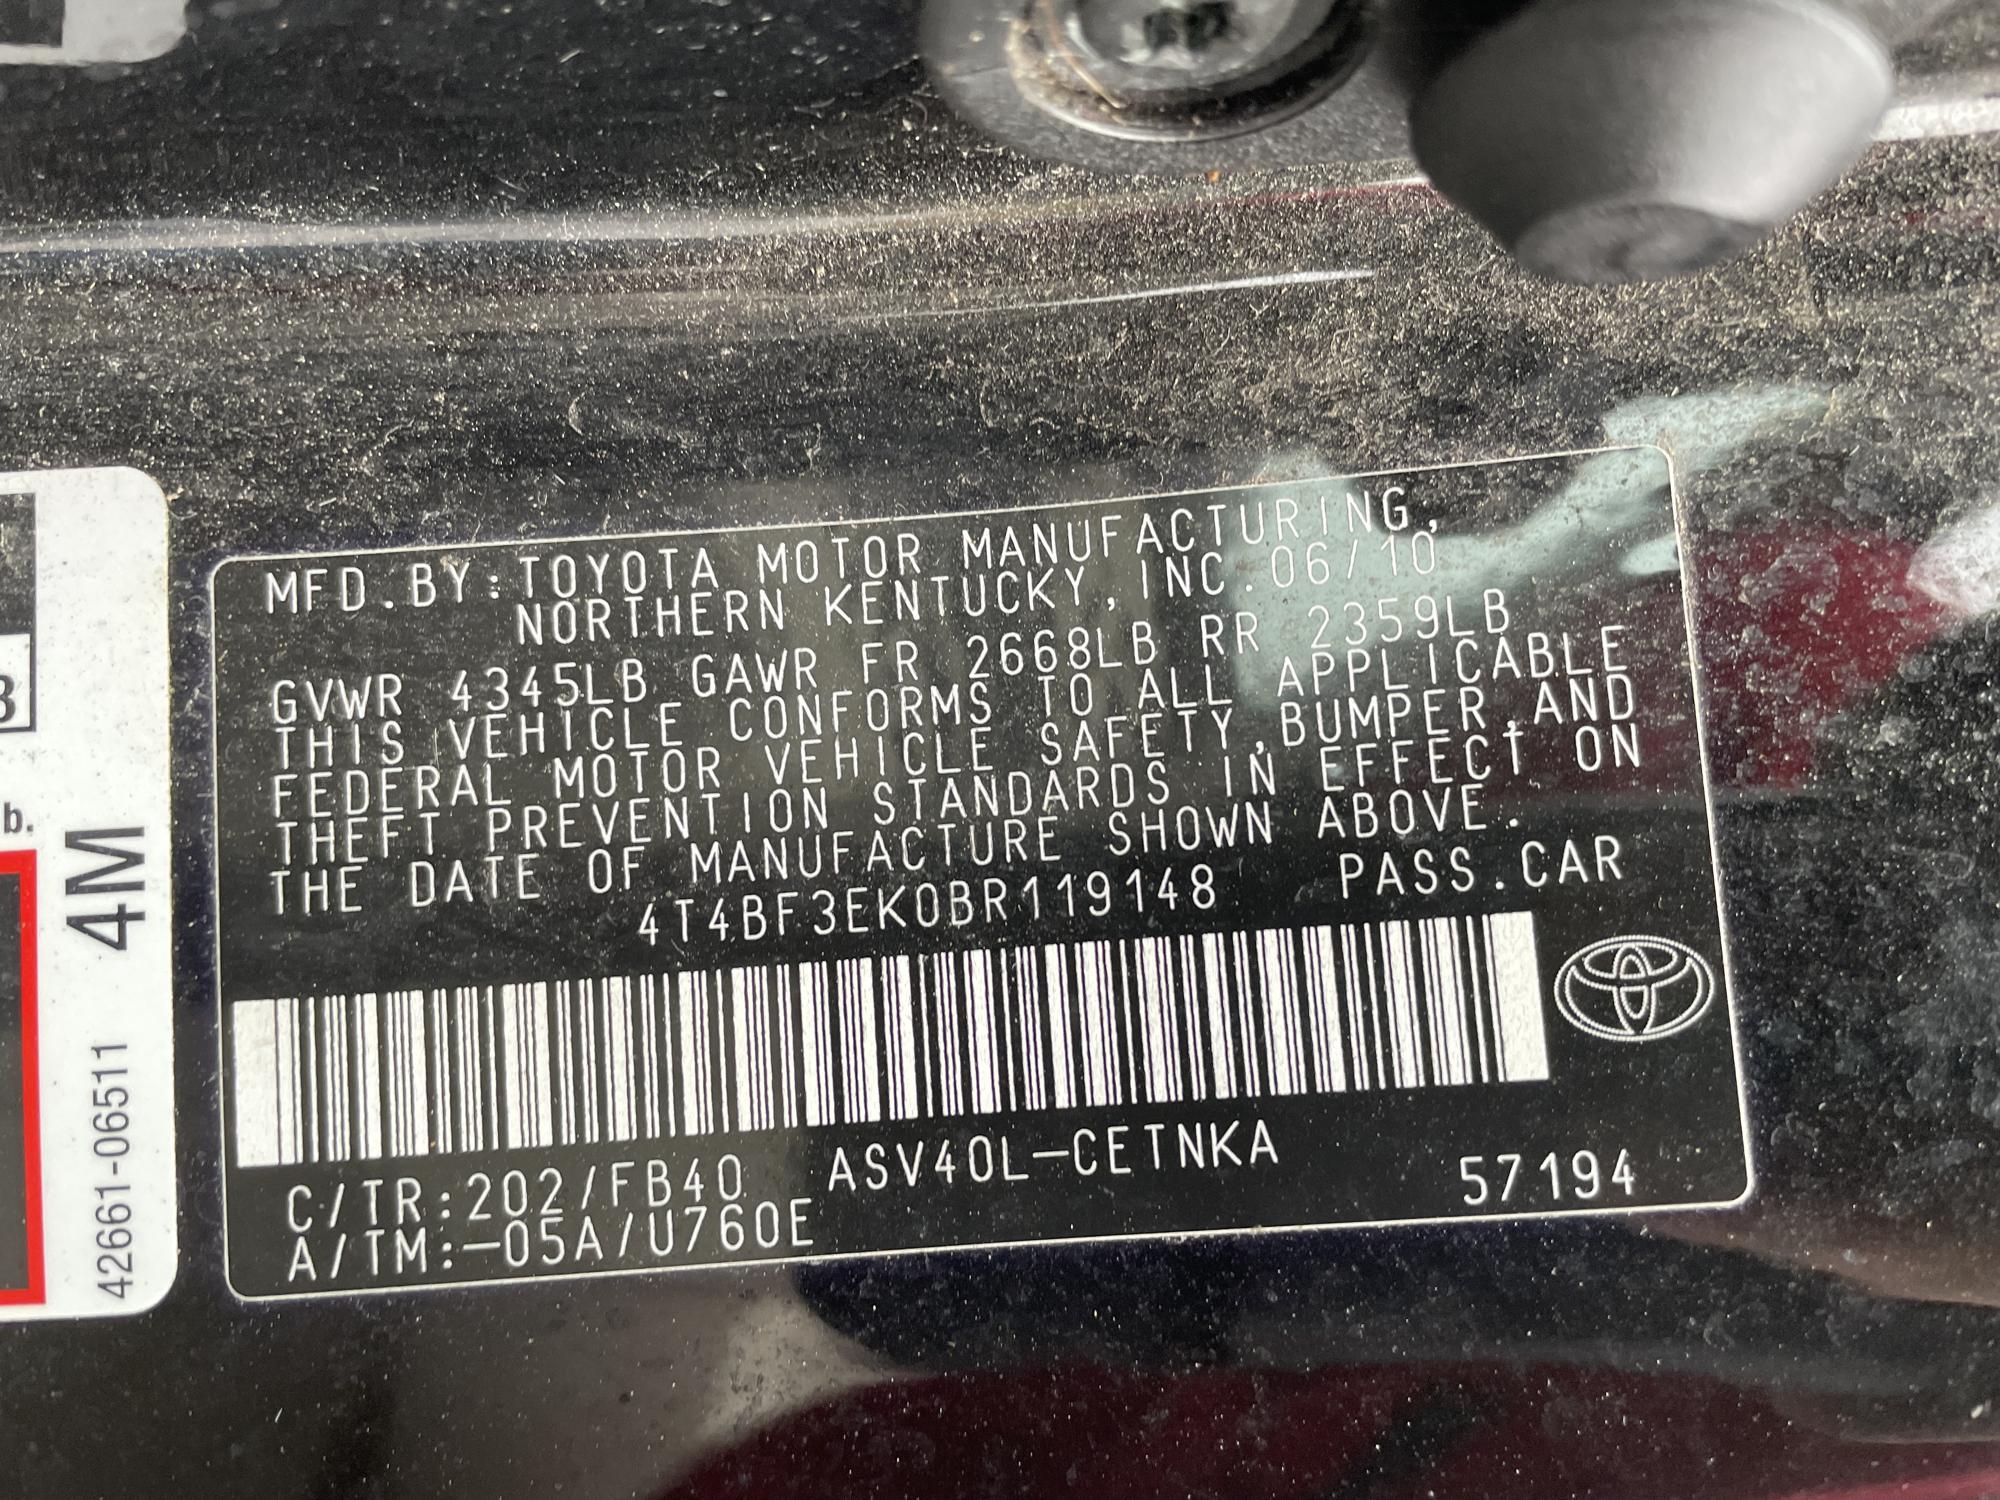 MFD.BY:TOYOTA MOTOR MANUFACTURING,
NORTHERN KENTUCKY, INC. 06/10
GVWR 4345LB GAWR FR 2668LB RR 2359LB
THIS VEHICLE CONFORMS TO ALL APPLICABLE
FEDERAL MOTOR VEHICLE SAFETY,BUMPER,AND
THEFT PREVENTION STANDARDS IN EFFECT ON
THE DATE OF MANUFACTURE SHOWN ABOVE.
4T4BF3EK0BR119148 PASS.CAR
C/TR:202/FB40 ASV40L-CETNKA
A/TM:-05A/U760E 57194
b.
4M
42661-06511